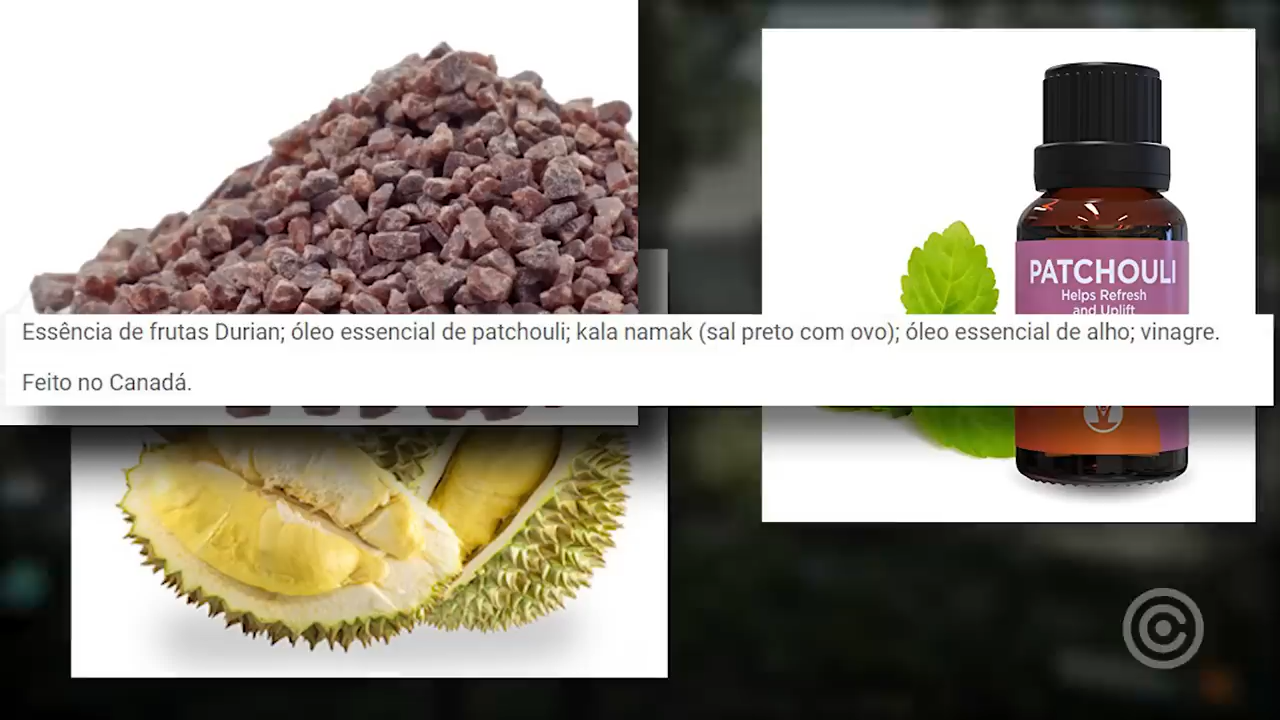 PATCHOULI
Helps Refresh
and Uplift
Essência de frutas Durian; óleo essencial de patchouli; kala namak (sal preto com ovo); óleo essencial de alho; vinagre.
Feito no Canadá.